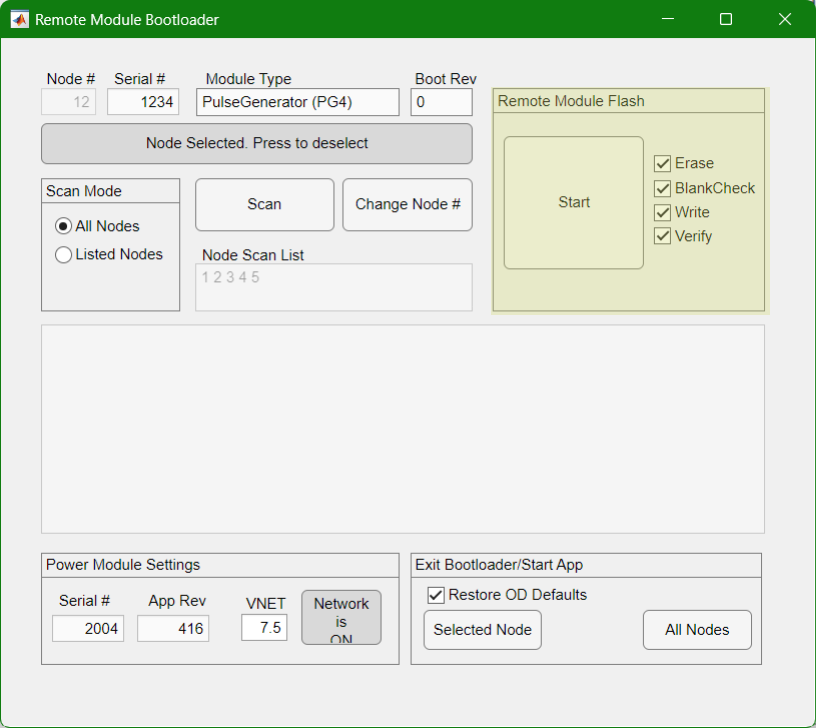 Remote Module Bootloader
Node # Serial # Module Type Boot Rev
12 1234 PulseGenerator (PG4) 0
Node Selected. Press to deselect
Scan Mode
All Nodes
Listed Nodes
Scan
Change Node #
Node Scan List
1 2 3 4 5
Remote Module Flash
Start
Erase
BlankCheck
Write
Verify
Power Module Settings
Serial # App Rev VNET
2004 416 7.5
Network
is
ON
Exit Bootloader/Start App
Restore OD Defaults
Selected Node
All Nodes